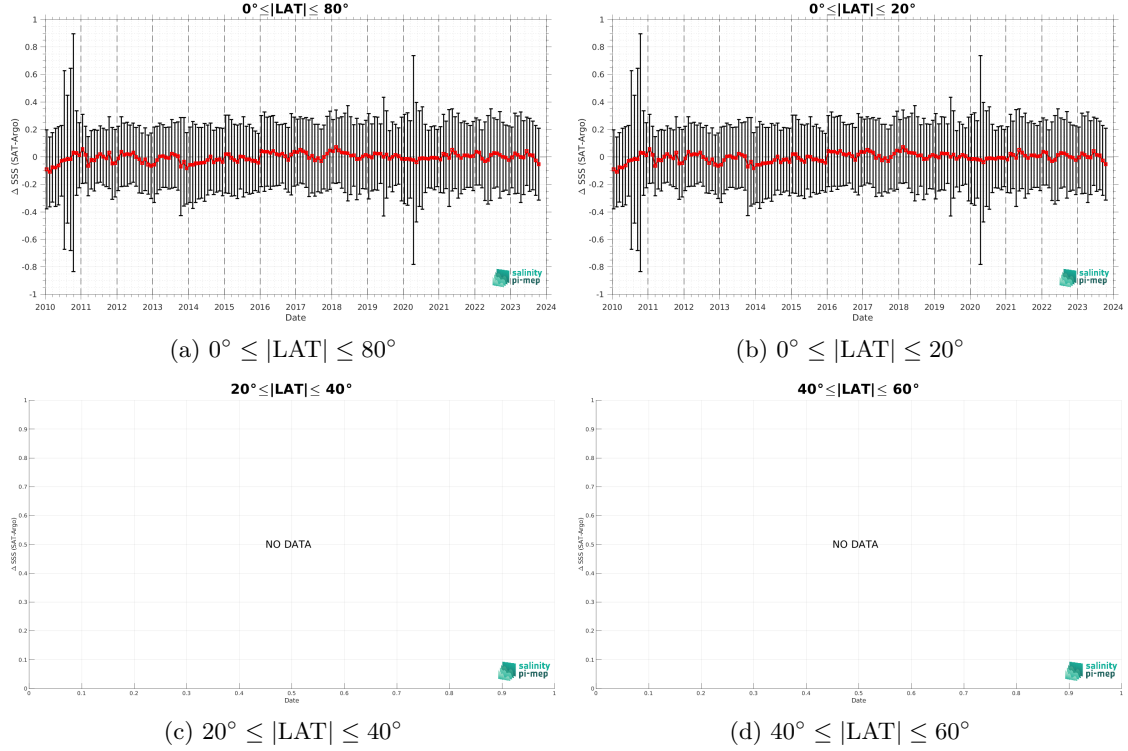 0°≤|LAT|≤ 80°
Δ SSS (SAT-Argo)
1
0.8
0.6
0.4
0.2
0
-0.2
-0.4
-0.6
-0.8
-1
2010 2011 2012 2013 2014 2015 2016 2017 2018 2019 2020 2021 2022 2023 2024
Date
salinity
pi-mep
(a) 0° ≤ |LAT| ≤ 80°
0°≤|LAT|≤ 20°
Δ SSS (SAT-Argo)
1
0.8
0.6
0.4
0.2
0
-0.2
-0.4
-0.6
-0.8
-1
2010 2011 2012 2013 2014 2015 2016 2017 2018 2019 2020 2021 2022 2023 2024
Date
salinity
pi-mep
(b) 0° ≤ |LAT| ≤ 20°
20°≤|LAT|≤ 40°
Δ SSS (SAT-Argo)
1
0.9
0.8
0.7
0.6
0.5
0.4
0.3
0.2
0.1
0
NO DATA
0 0.1 0.2 0.3 0.4 0.5 0.6 0.7 0.8 0.9 1
Date
salinity
pi-mep
(c) 20° ≤ |LAT| ≤ 40°
40°≤|LAT|≤ 60°
Δ SSS (SAT-Argo)
1
0.9
0.8
0.7
0.6
0.5
0.4
0.3
0.2
0.1
0
NO DATA
0 0.1 0.2 0.3 0.4 0.5 0.6 0.7 0.8 0.9 1
Date
salinity
pi-mep
(d) 40° ≤ |LAT| ≤ 60°